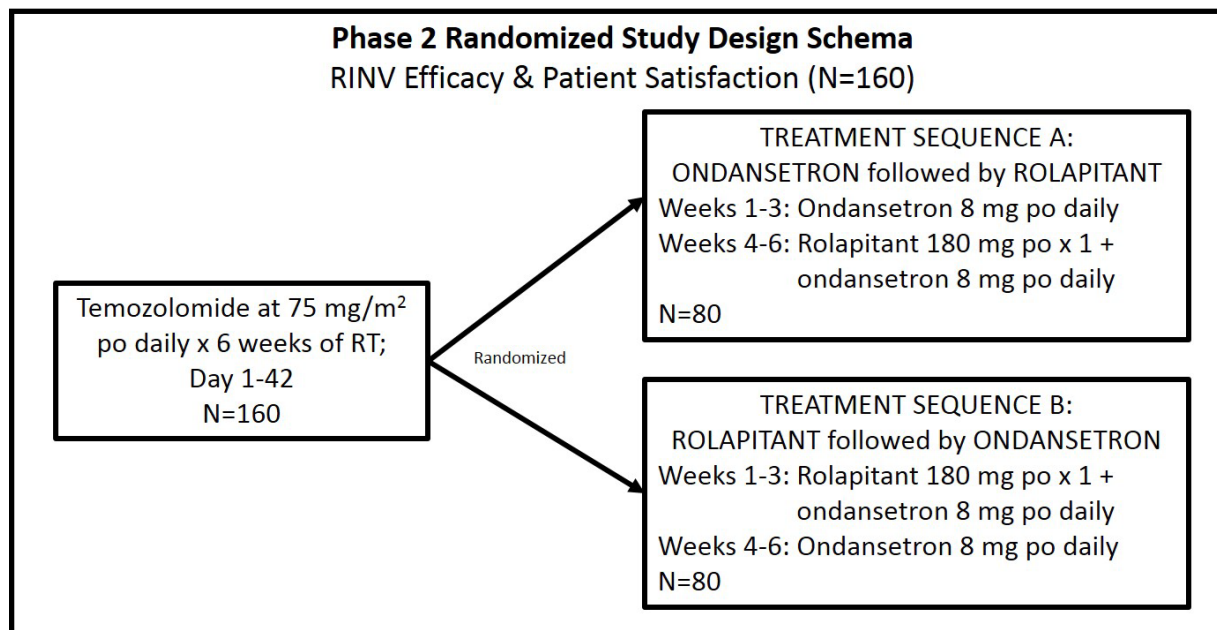 Phase 2 Randomized Study Design Schema
RINV Efficacy & Patient Satisfaction (N=160)
Temozolomide at 75 mg/m²
po daily x 6 weeks of RT;
Day 1-42
N=160
Randomized
TREATMENT SEQUENCE A:
ONDANSETRON followed by ROLAPITANT
Weeks 1-3: Ondansetron 8 mg po daily
Weeks 4-6: Rolapitant 180 mg po x 1 +
ondansetron 8 mg po daily
N=80
TREATMENT SEQUENCE B:
ROLAPITANT followed by ONDANSETRON
Weeks 1-3: Rolapitant 180 mg po x 1 +
ondansetron 8 mg po daily
Weeks 4-6: Ondansetron 8 mg po daily
N=80